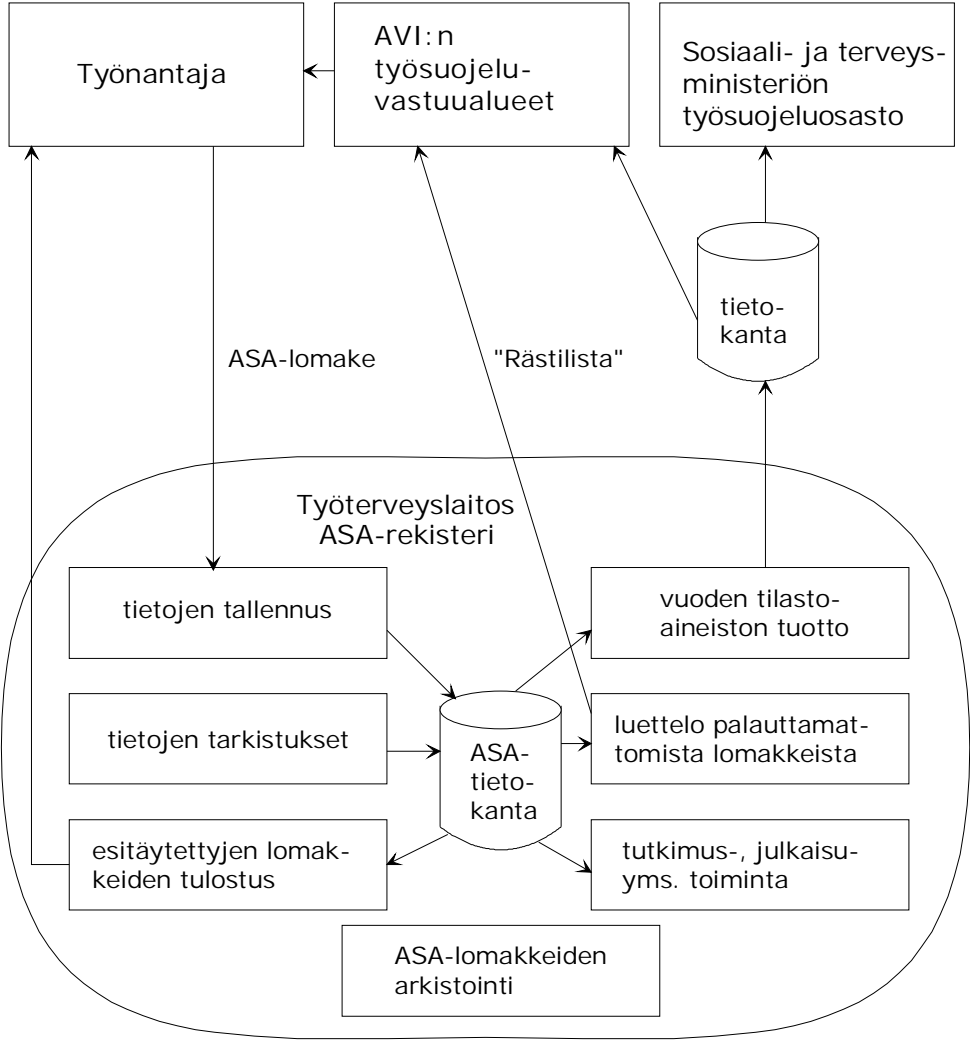 Työnantaja
AVI:n
työsuojelu-
vastuualueet
Sosiaali- ja terveys-
ministeriön
työsuojeluosasto
tieto-
kanta
ASA-lomake
"Rästilista"
Työterveyslaitos
ASA-rekisteri
tietojen tallennus
vuoden tilasto-
aineiston tuotto
tietojen tarkistukset
ASA-
tieto-
kanta
luettelo palauttamat-
tomista lomakkeista
esitäytettyjen lomak-
keiden tulostus
tutkimus-, julkaisu-
yms. toiminta
ASA-lomakkeiden
arkistointi